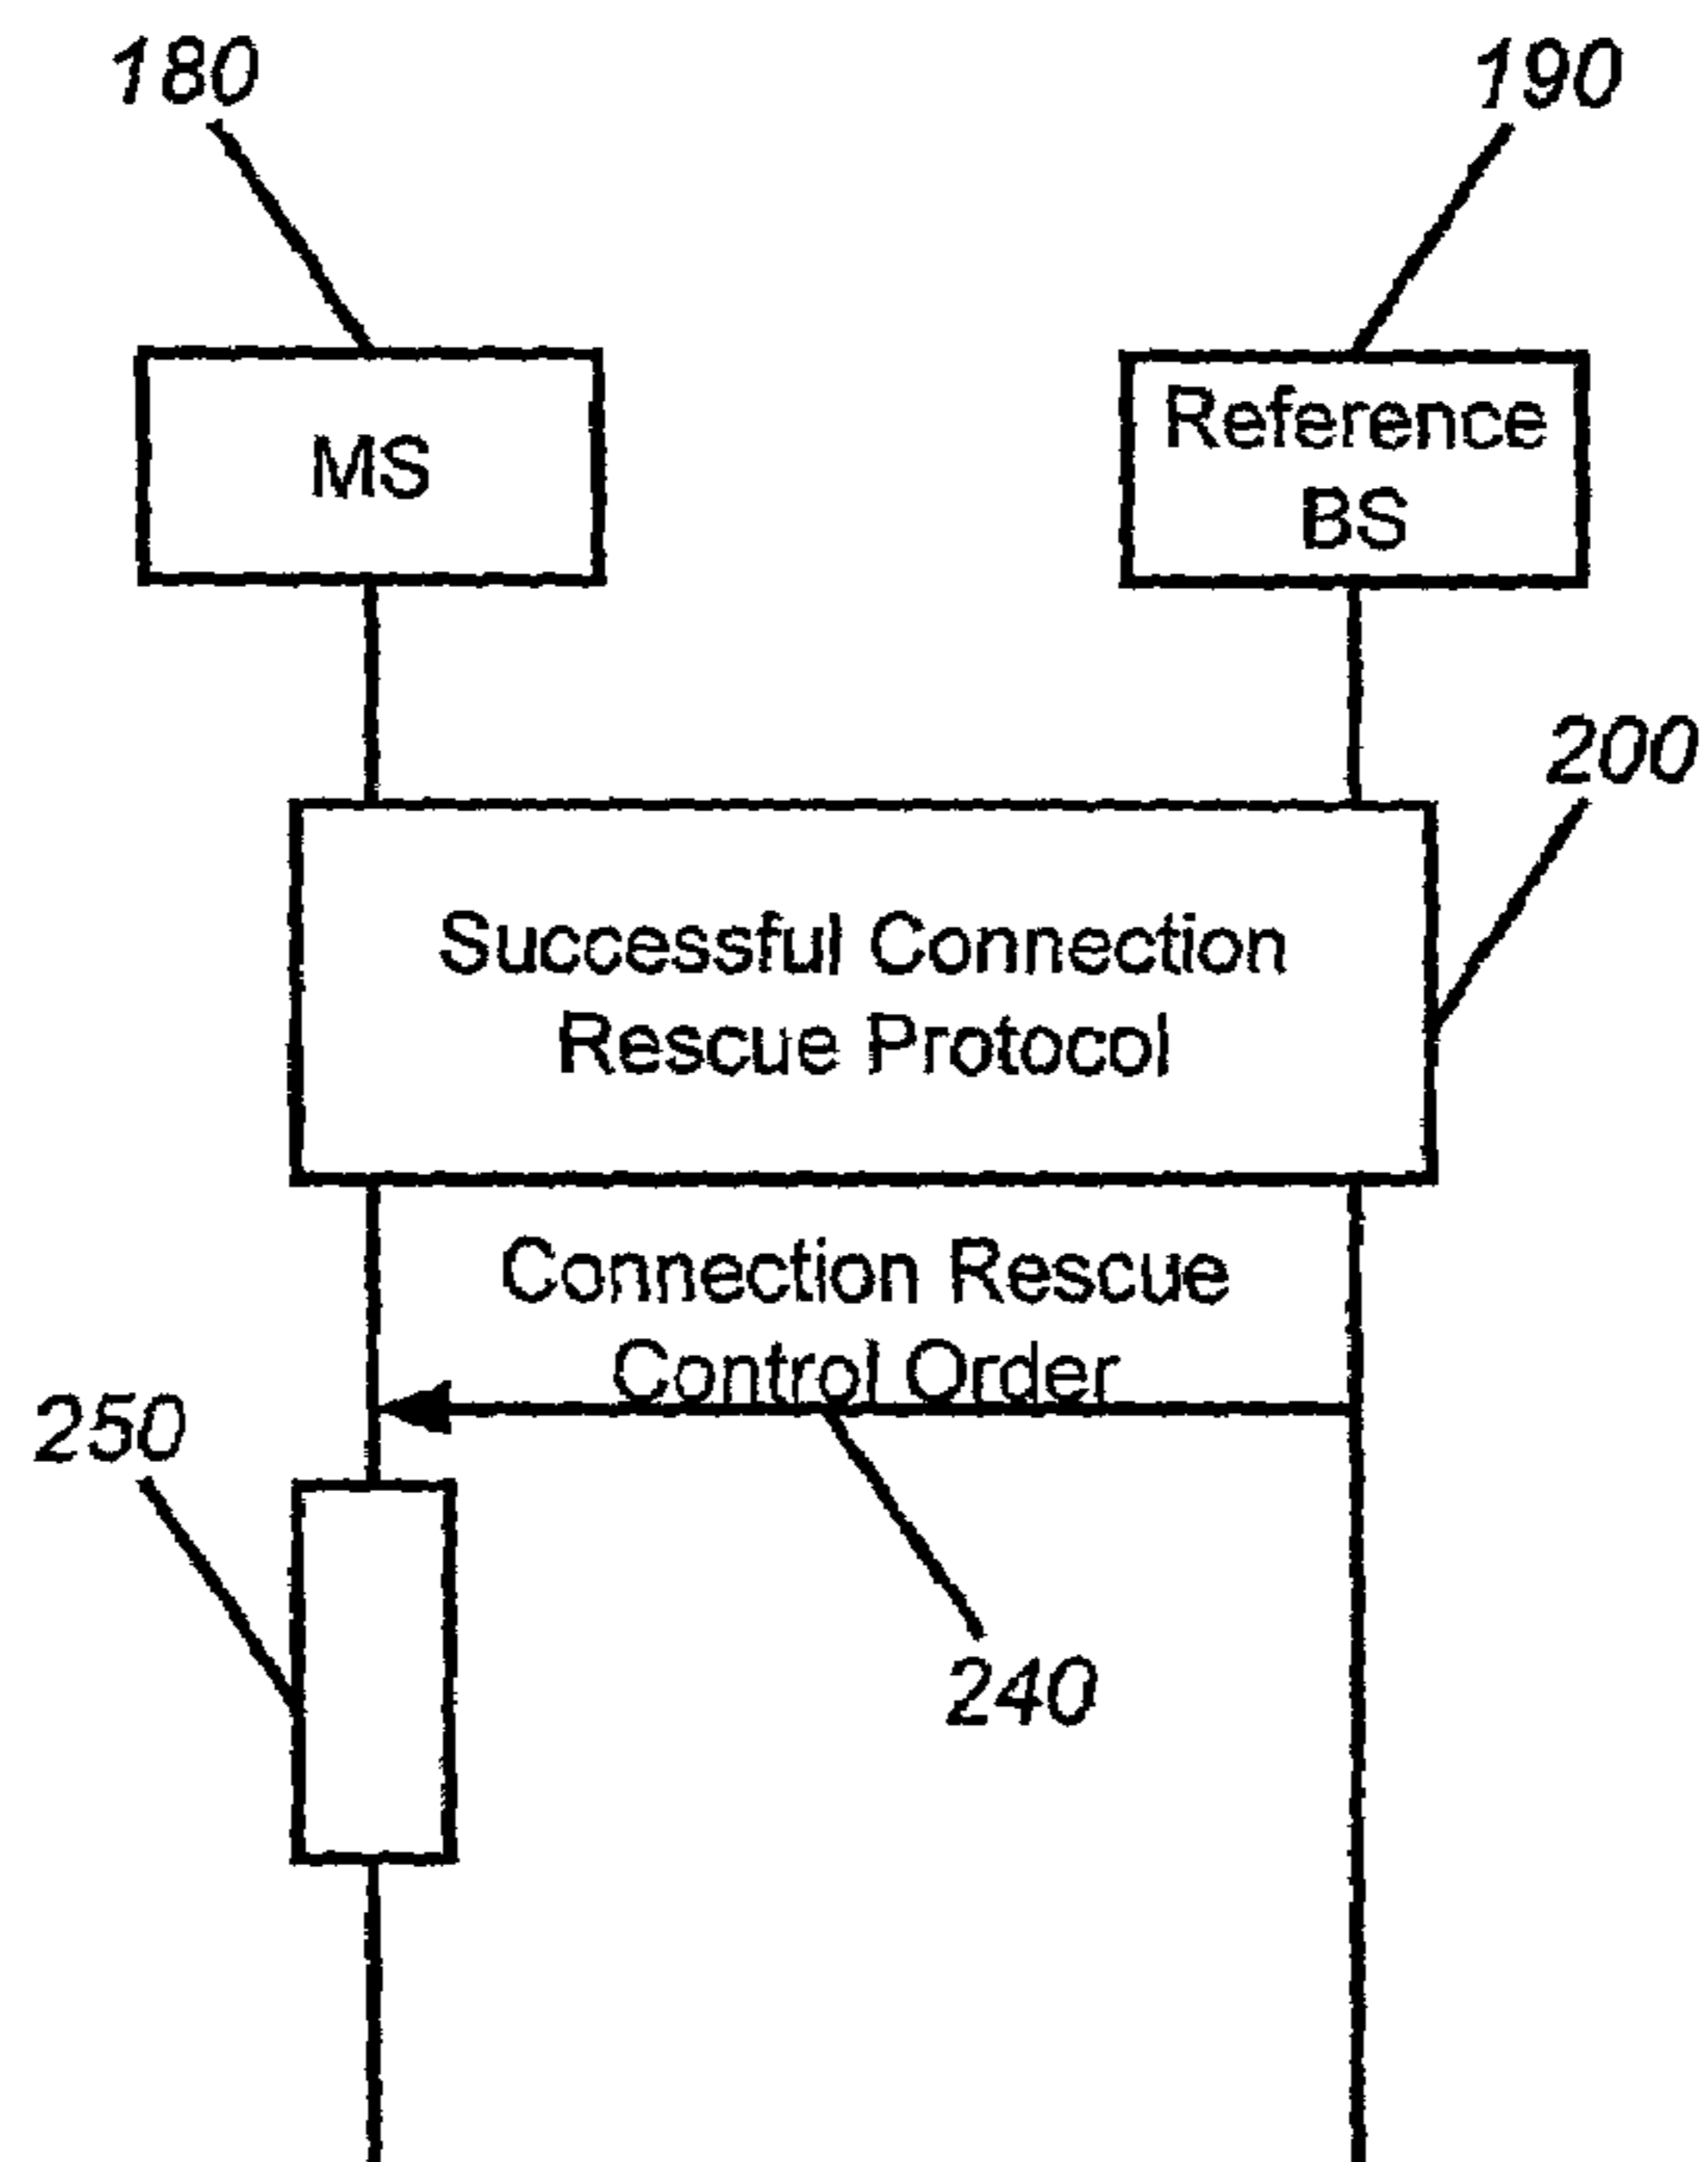 180
190
MS
Reference
BS
200
Successful Connection
Rescue Protocol
Connection Rescue
Control Order
250
240